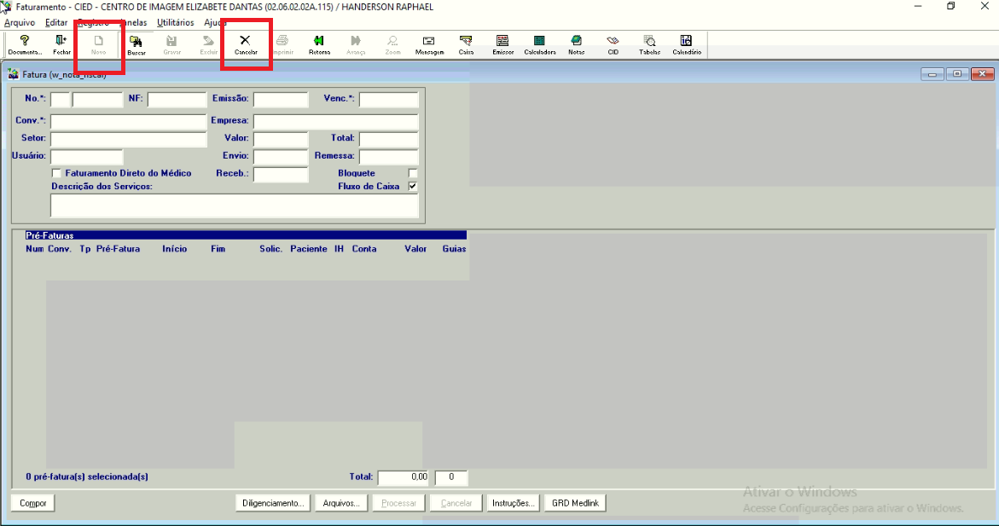 Faturamento - CIED - CENTRO DE IMAGEM ELIZABETE DANTAS (02.06.02.02A.115) / HANDERSON RAPHAEL
Arquivo Editar Registro Janelas Utilitários Ajuda
Documenta... Fechar Novo Buscar Gravar Excluir Cancelar Imprimir Retorna Avança Zoom Mensagem Caixa Emissor Calculadora Notas CID Tabelas Calendário
Fatura (w_nota_fiscal)
No.*: NF: Emissão: Venc.*:
Conv.*: Empresa:
Setor: Valor: Total:
Usuário: Envio: Remessa:
Faturamento Direto do Médico Receb.: Bloquete
Descrição dos Serviços: Fluxo de Caixa
Pré-Faturas
Num Conv. Tp Pré-Fatura Início Fim Solic. Paciente IH Conta Valor Guias
0 pré-fatura(s) selecionada(s) Total: 0,00 0
Compor Diligenciamento... Arquivos... Processar Cancelar Instruções... GRD Medlink
Ativar o Windows
Acesse Configurações para ativar o Windows.